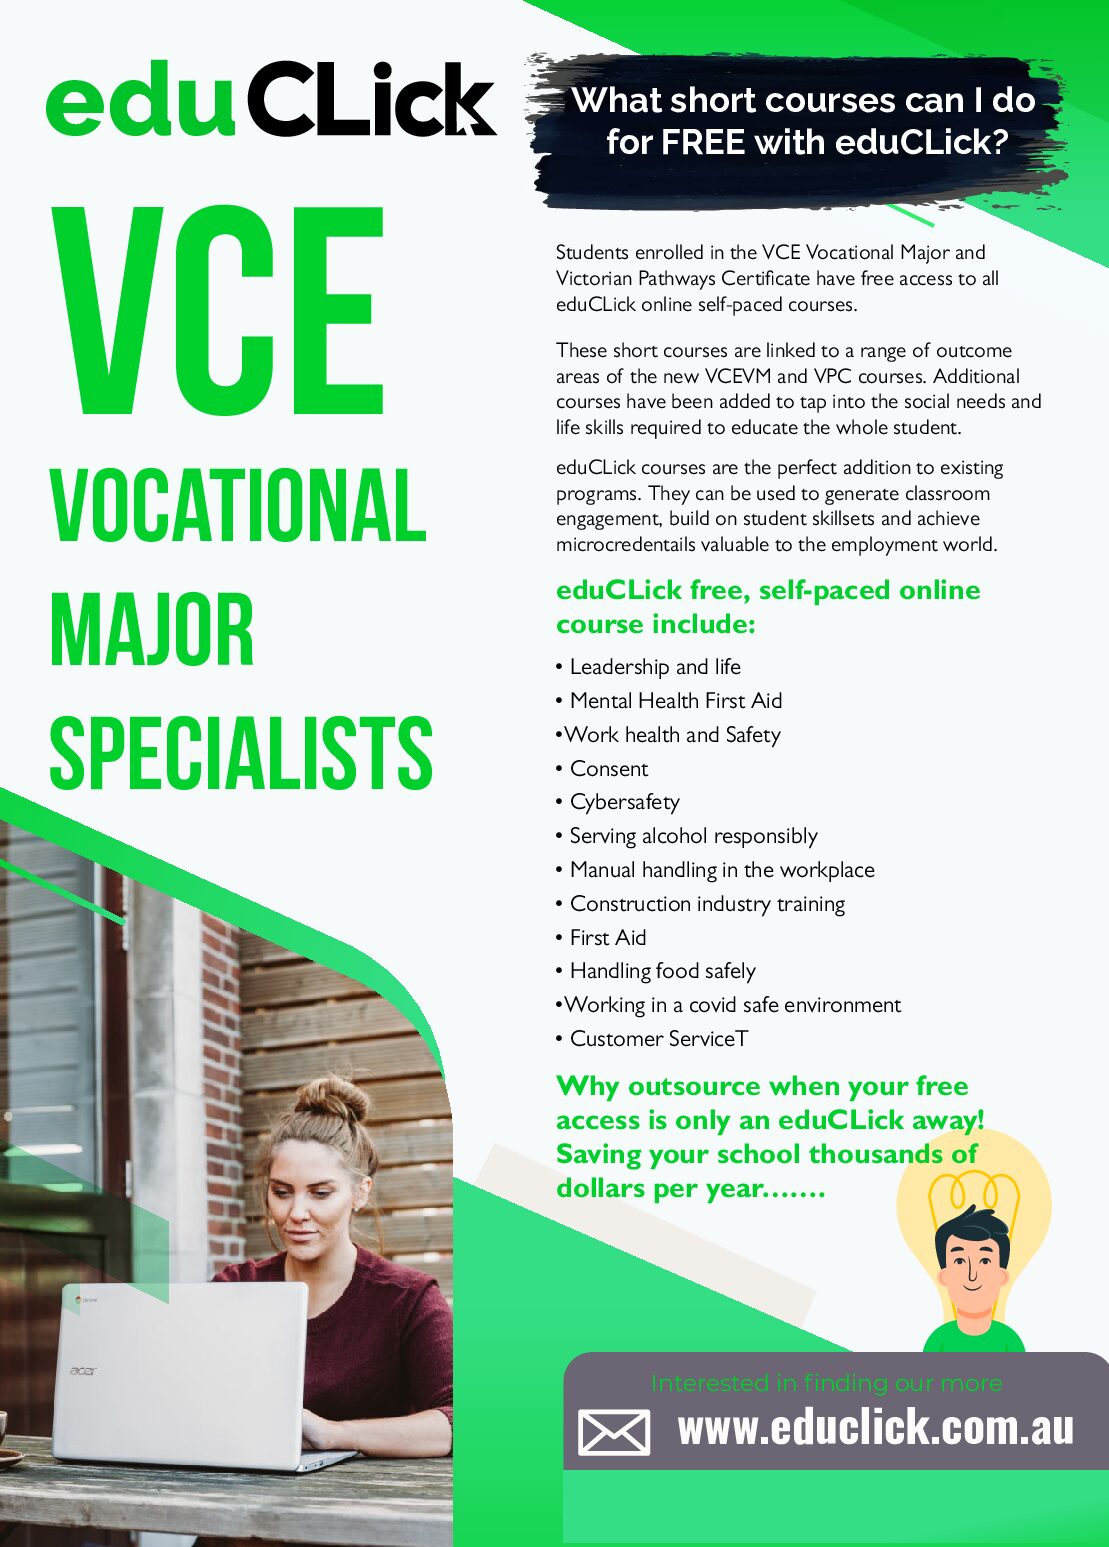 eduCLick
VCE
VOCATIONAL
MAJOR
SPECIALISTS
What short courses can I do
for FREE with eduCLick?
Students enrolled in the VCE Vocational Major and
Victorian Pathways Certificate have free access to all
eduCLick online self-paced courses.
These short courses are linked to a range of outcome
areas of the new VCEVM and VPC courses. Additional
courses have been added to tap into the social needs and
life skills required to educate the whole student.
eduCLick courses are the perfect addition to existing
programs. They can be used to generate classroom
engagement, build on student skillsets and achieve
microcredentails valuable to the employment world.
eduCLick free, self-paced online
course include:
• Leadership and life
• Mental Health First Aid
•Work health and Safety
• Consent
• Cybersafety
• Serving alcohol responsibly
• Manual handling in the workplace
• Construction industry training
• First Aid
• Handling food safely
•Working in a covid safe environment
• Customer ServiceT
Why outsource when your free
access is only an eduCLick away!
Saving your school thousands of
dollars per year.......
acer
Interested in finding our more
www.educlick.com.au